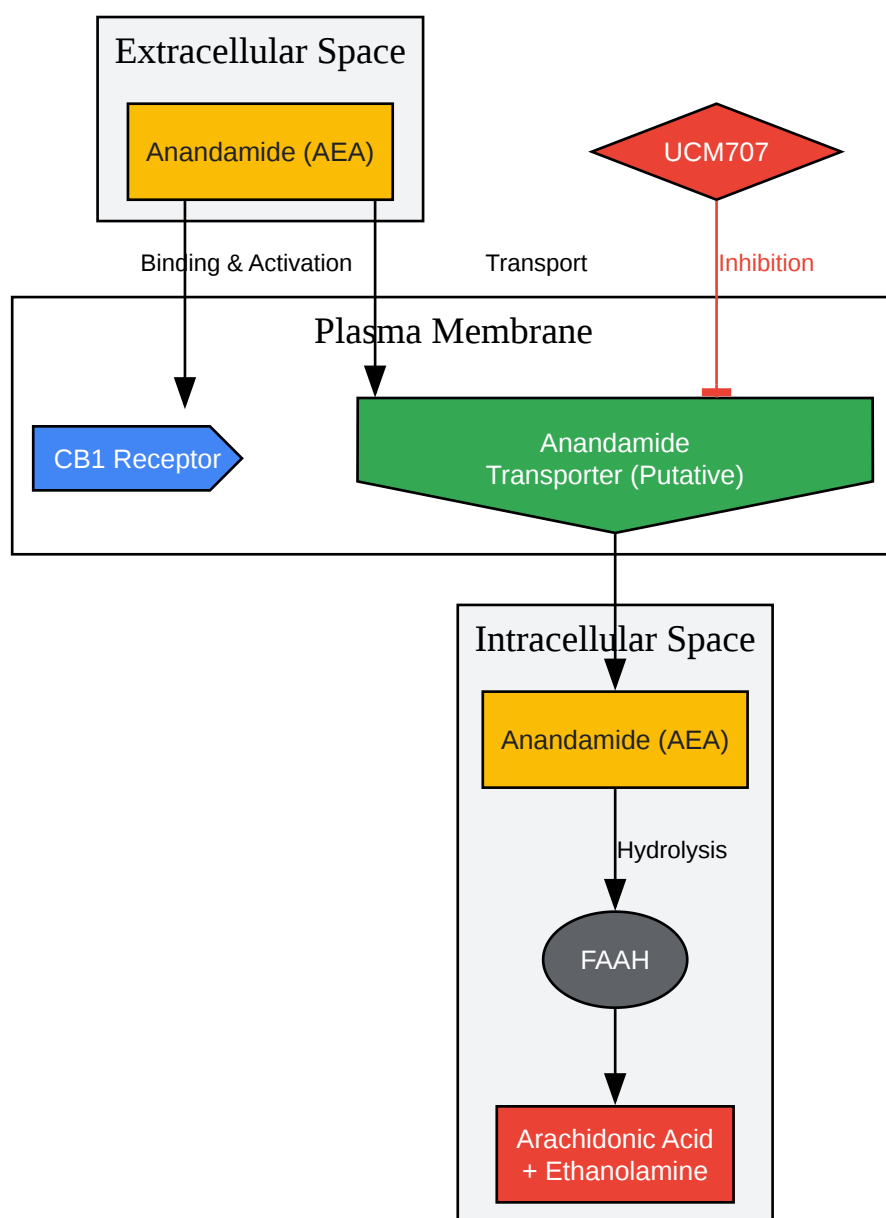 Extracellular Space
Anandamide (AEA)
UCM707
Binding & Activation
Transport
Inhibition
Plasma Membrane
CB1 Receptor
Anandamide
Transporter (Putative)
Intracellular Space
Anandamide (AEA)
Hydrolysis
FAAH
Arachidonic Acid
+ Ethanolamine